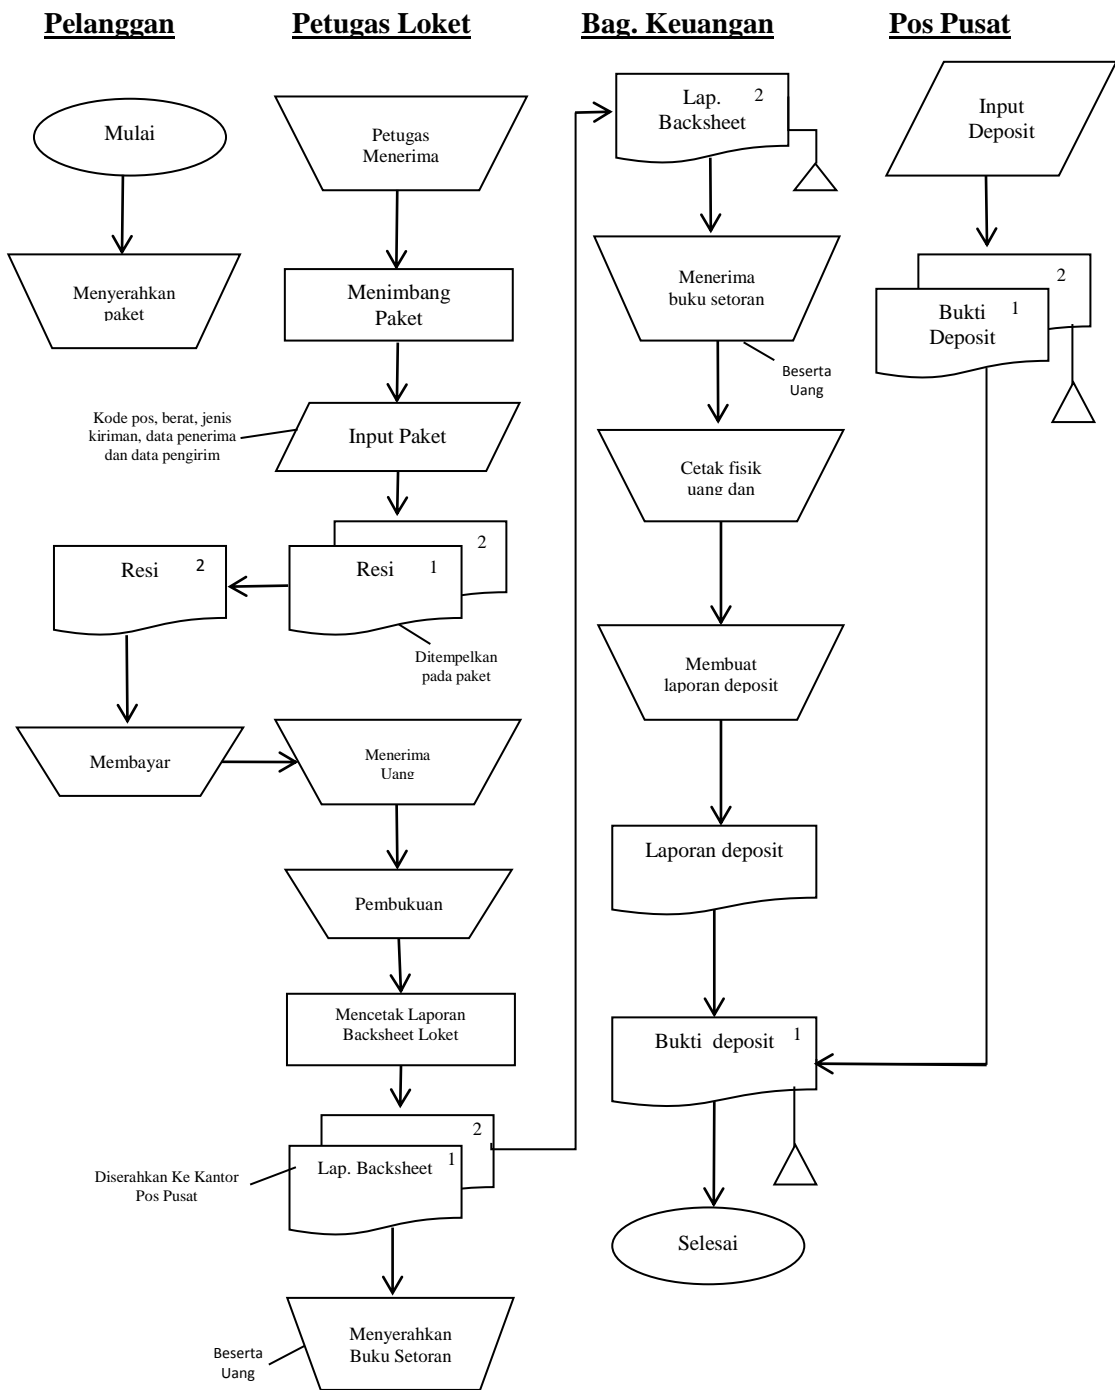 Pelanggan
Petugas Loket
Bag. Keuangan
Pos Pusat
Mulai
Menyerahkan
paket
Resi 2
Membayar
Petugas
Menerima
Menimbang
Paket
Kode pos, berat, jenis
kiriman, data penerima
dan data pengirim
Input Paket
2
Resi 1
Ditempelkan
pada paket
Menerima
Uang
Pembukuan
Mencetak Laporan
Backsheet Loket
2
Lap. Backsheet 1
Diserahkan Ke Kantor
Pos Pusat
Menyerahkan
Buku Setoran
Beserta
Uang
Lap. 2
Backsheet
Menerima
buku setoran
Beserta
Uang
Cetak fisik
uang dan
Membuat
laporan deposit
Laporan deposit
Bukti deposit 1
Selesai
Input
Deposit
2
Bukti 1
Deposit